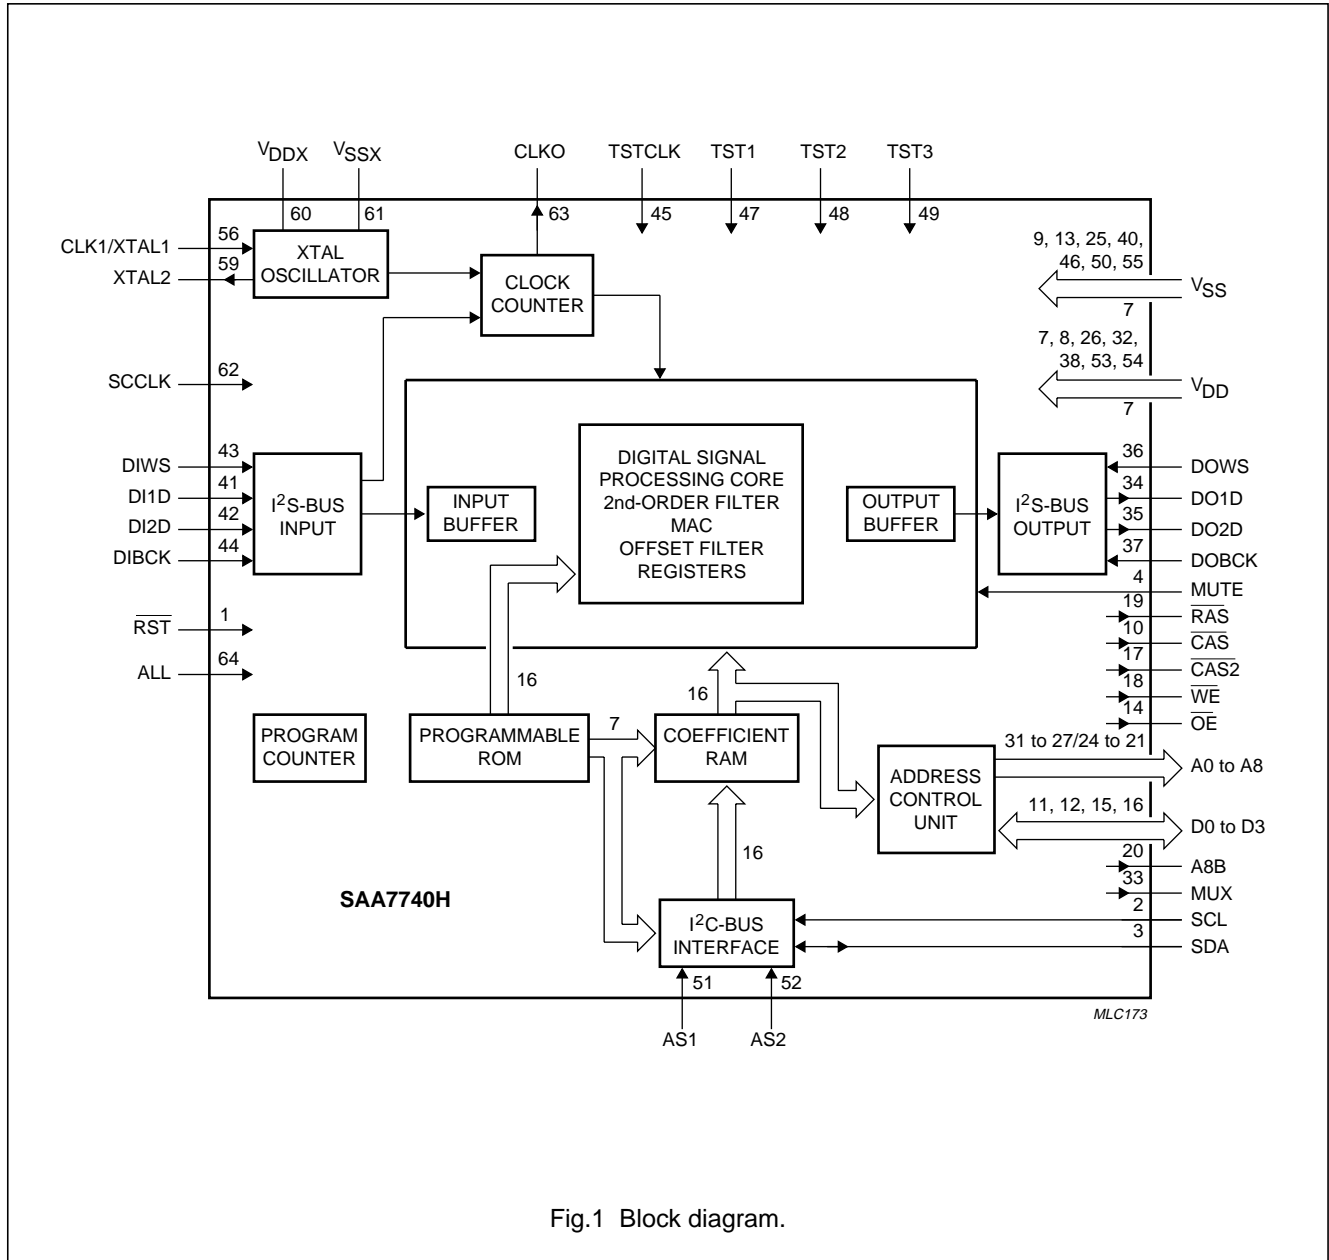 VDDX
VSSX
CLKO
TSTCLK
TST1
TST2
TST3
60
61
63
45
47
48
49
CLK1/XTAL1
56
XTAL2
59
XTAL
OSCILLATOR
CLOCK
COUNTER
9, 13, 25, 40,
46, 50, 55
VSS
7
7, 8, 26, 32,
38, 53, 54
VDD
7
SCCLK
62
DIWS
43
DI1D
41
DI2D
42
DIBCK
44
I2S-BUS
INPUT
INPUT
BUFFER
DIGITAL SIGNAL
PROCESSING CORE
2nd-ORDER FILTER
MAC
OFFSET FILTER
REGISTERS
OUTPUT
BUFFER
I2S-BUS
OUTPUT
36
DOWS
34
DO1D
35
DO2D
37
DOBCK
4
MUTE
19
RAS
10
CAS
17
CAS2
18
WE
14
OE
RST
1
ALL
64
16
16
PROGRAM
COUNTER
PROGRAMMABLE
ROM
7
COEFFICIENT
RAM
ADDRESS
CONTROL
UNIT
31 to 27/24 to 21
A0 to A8
11, 12, 15, 16
D0 to D3
20
A8B
33
MUX
2
SCL
3
SDA
16
SAA7740H
I2C-BUS
INTERFACE
51
52
AS1
AS2
MLC173
Fig.1 Block diagram.